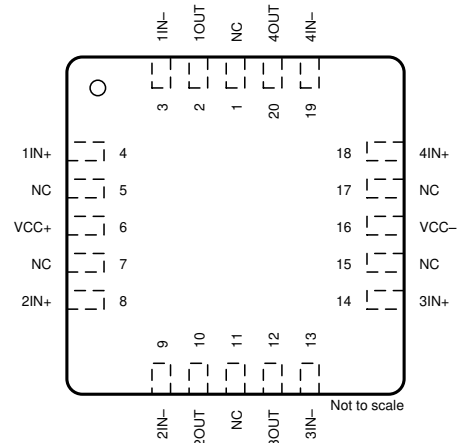 1IN−
1OUT
NC
4OUT
4IN−
3
2
1
20
19
1IN+ 4
18 4IN+
NC 5
17 NC
VCC+ 6
16 VCC−
NC 7
15 NC
2IN+ 8
14 3IN+
9
10
11
12
13
2IN−
2OUT
NC
3OUT
3IN−
Not to scale